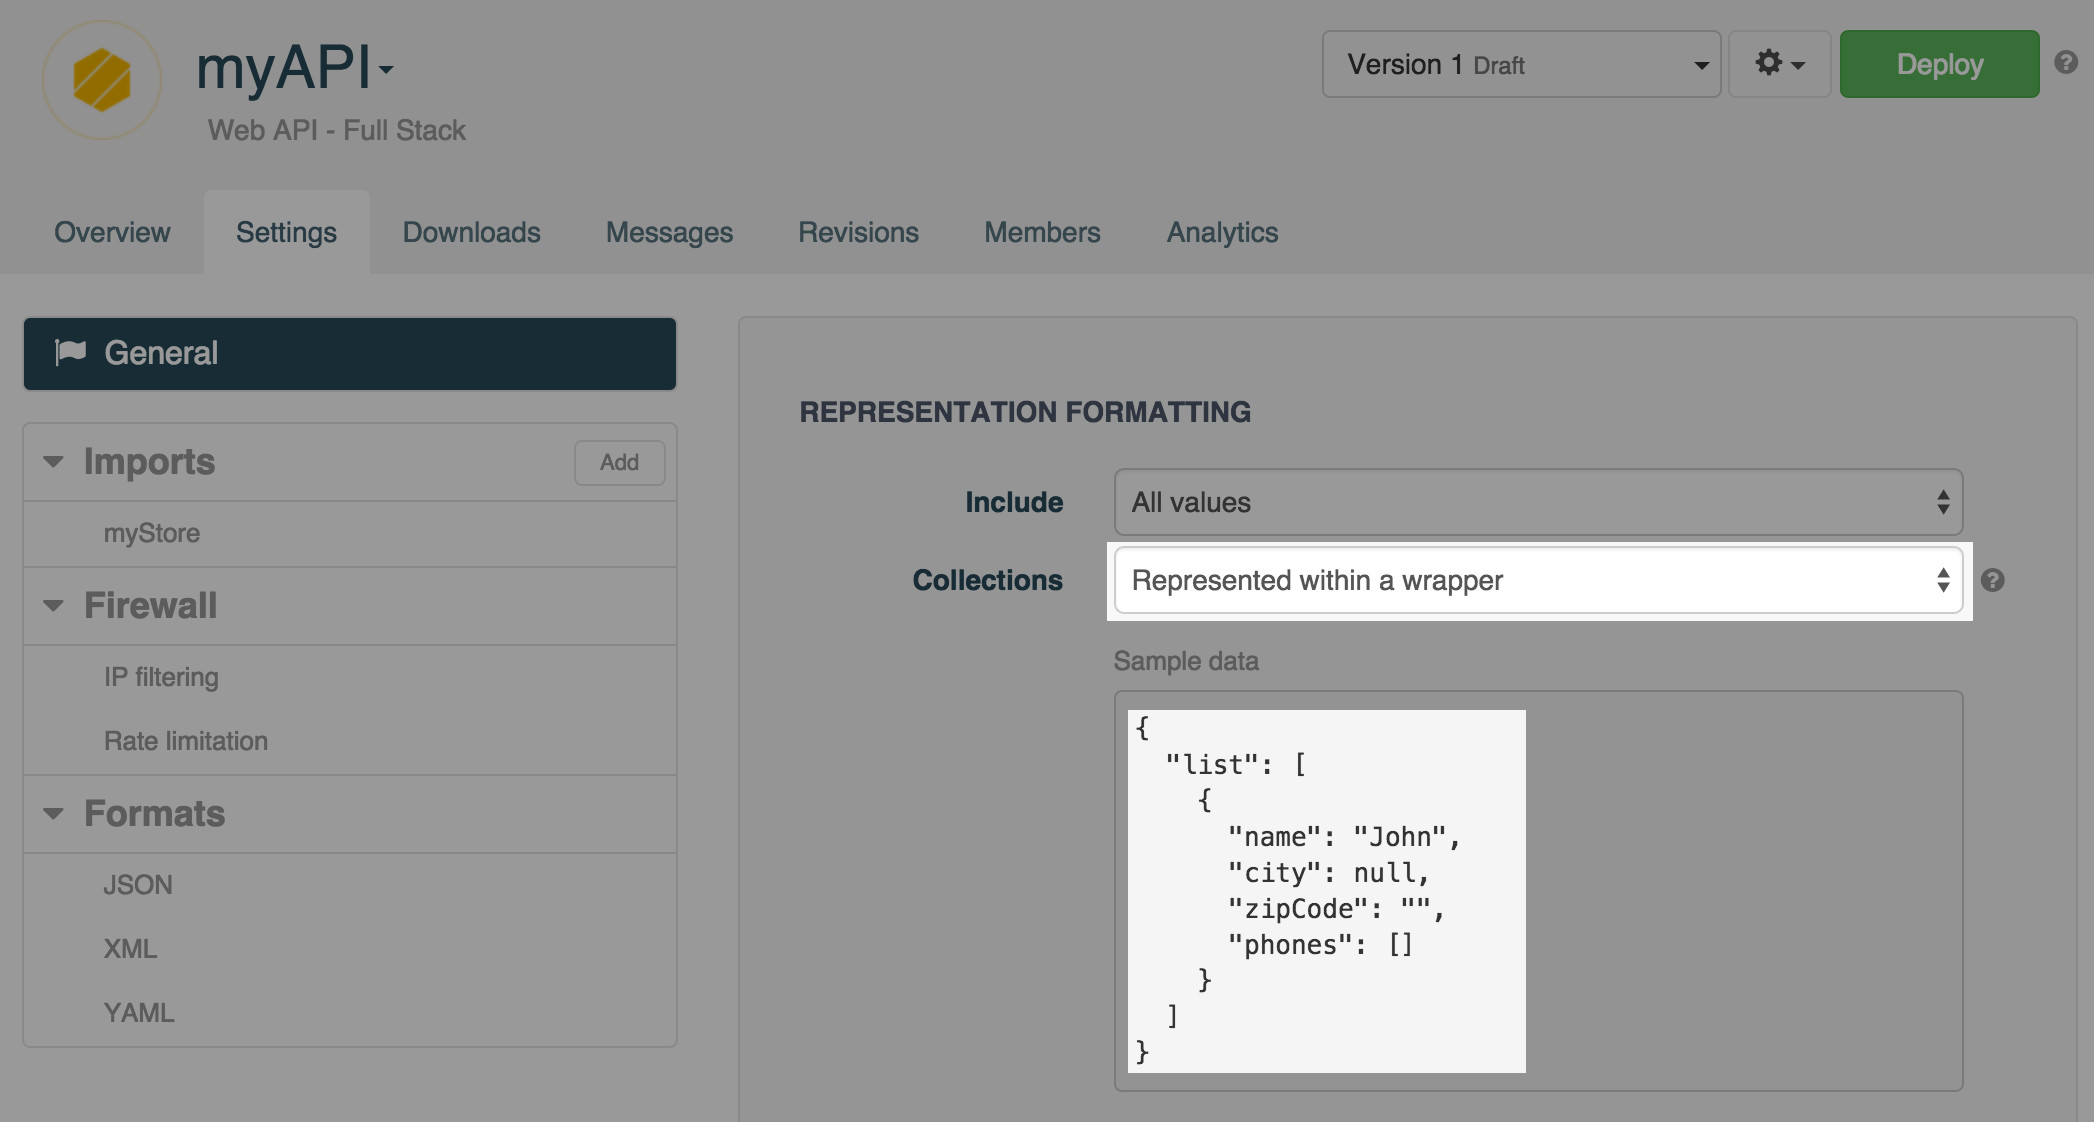 myAPI
Web API - Full Stack
Version 1 Draft
Deploy
?
Overview
Settings
Downloads
Messages
Revisions
Members
Analytics
General
Imports
Add
myStore
Firewall
IP filtering
Rate limitation
Formats
JSON
XML
YAML
REPRESENTATION FORMATTING
Include
All values
Collections
Represented within a wrapper
?
Sample data
{
  "list": [
    {
      "name": "John",
      "city": null,
      "zipCode": "",
      "phones": []
    }
  ]
}